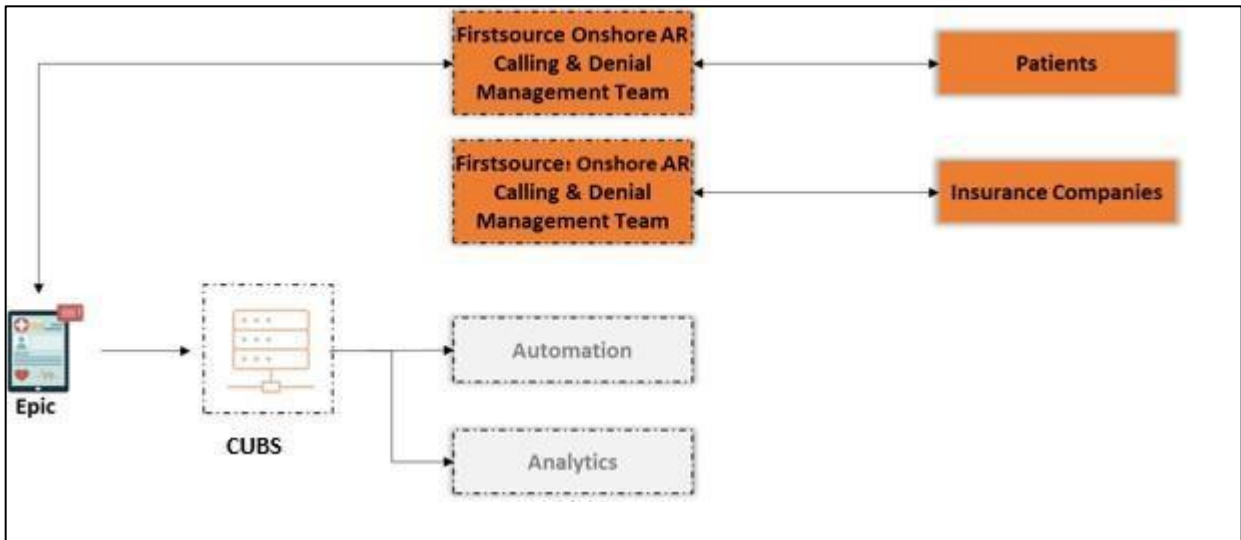 Firstsource Onshore AR
Calling & Denial
Management Team
Patients
Firstsource Onshore AR
Calling & Denial
Management Team
Insurance Companies
Automation
Epic
CUBS
Analytics